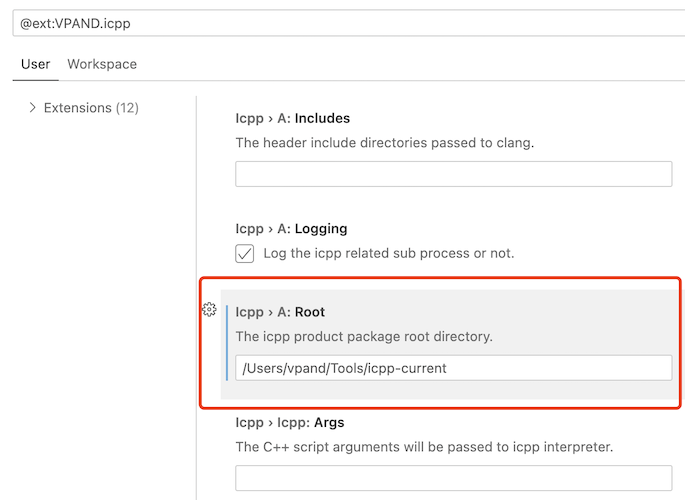 @ext:VPAND.icpp
User Workspace
Extensions (12)
Icpp › A: Includes
The header include directories passed to clang.
Icpp › A: Logging
Log the icpp related sub process or not.
Icpp › A: Root
The icpp product package root directory.
/Users/vpand/Tools/icpp-current
Icpp › Icpp: Args
The C++ script arguments will be passed to icpp interpreter.